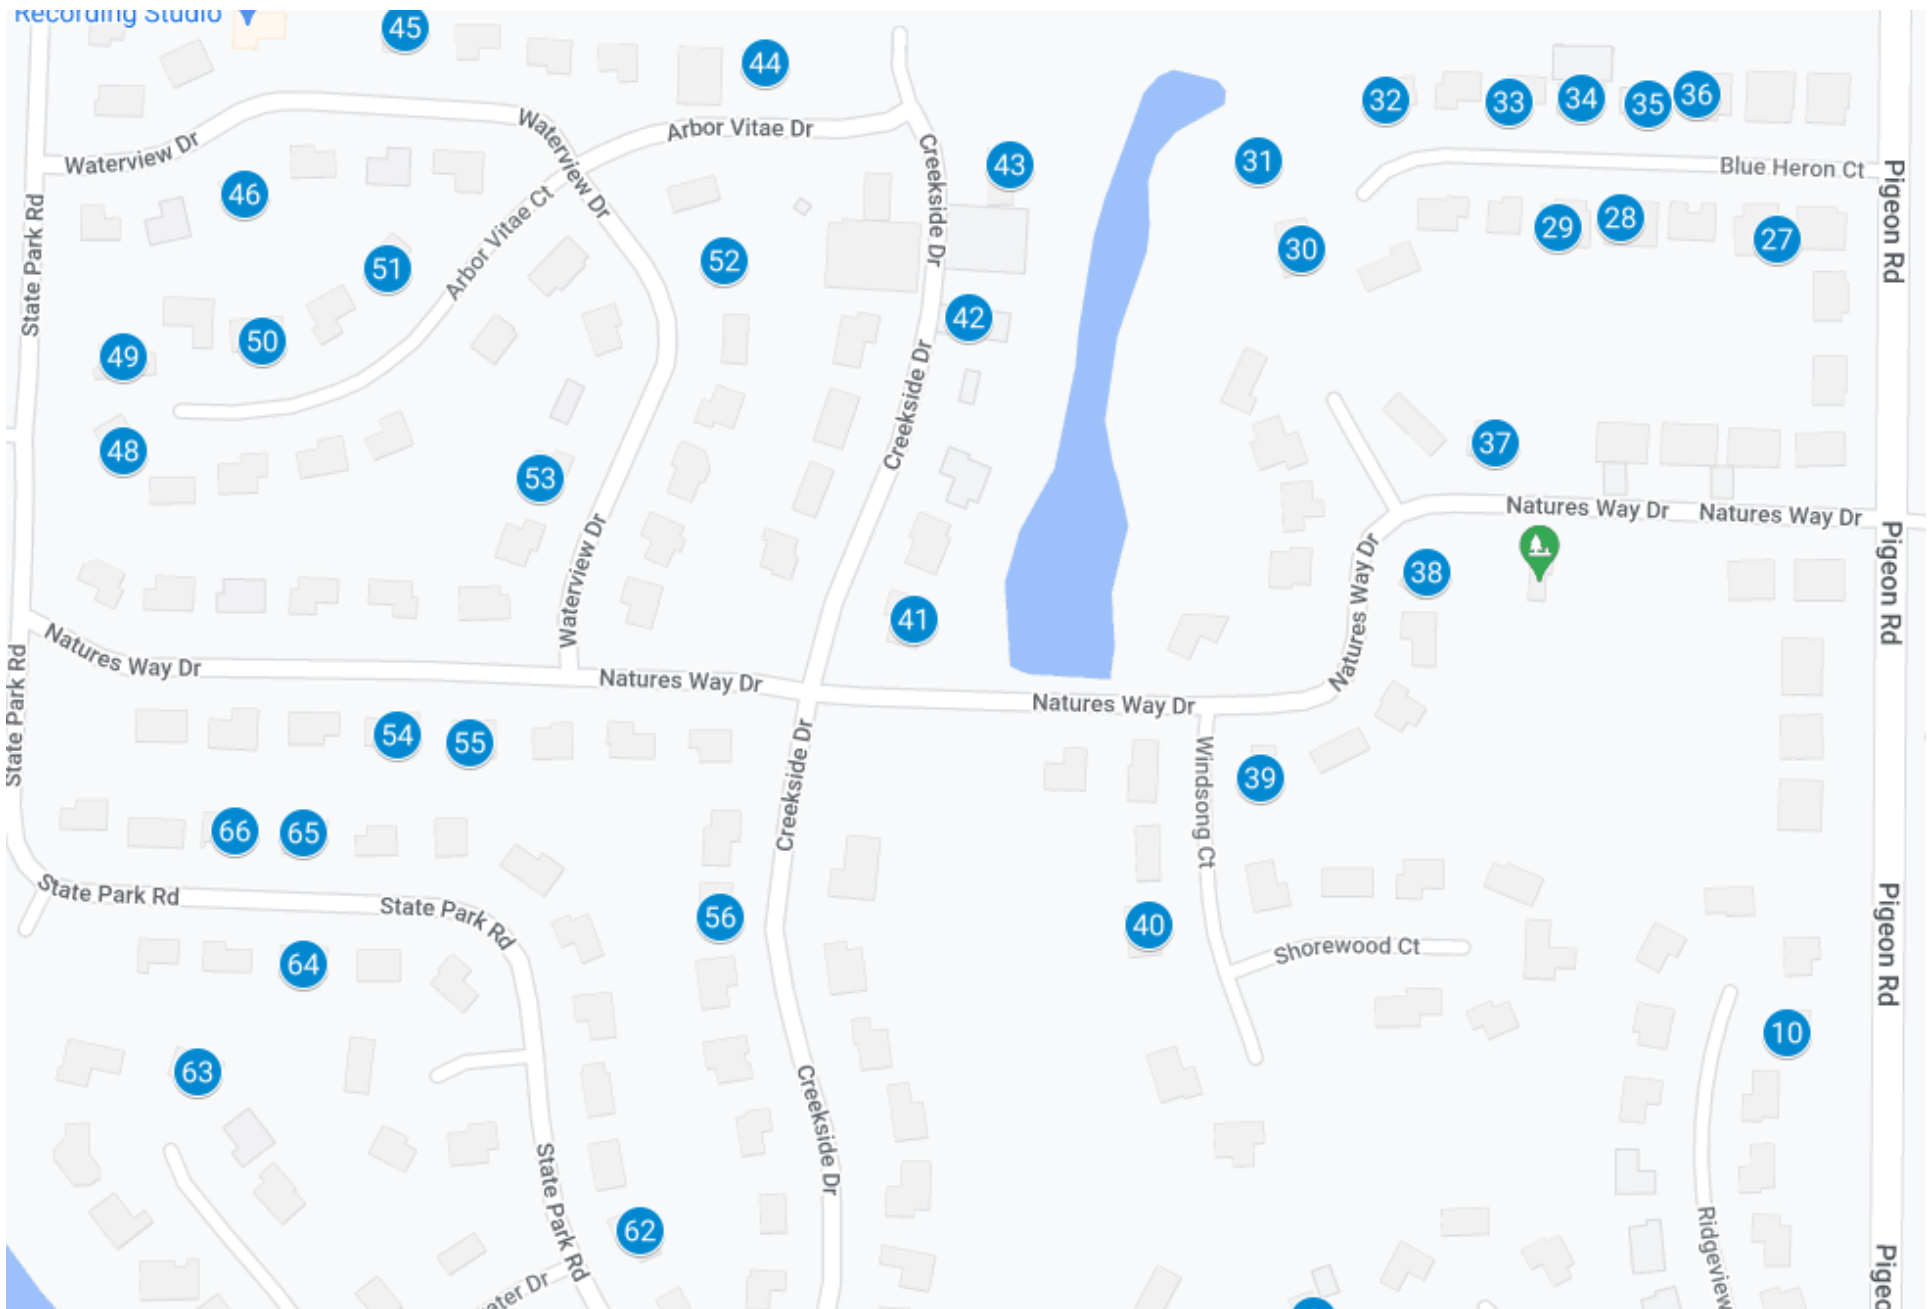 Recording Studio
45
44
32
33
34
35
36
Waterview Dr
Waterview Dr
Arbor Vitae Dr
Creekside Dr
43
31
Blue Heron Ct
Pigeon Rd
46
State Park Rd
Arbor Vitae Ct
51
52
30
29
28
27
49
50
42
Creekside Dr
48
53
37
Natures Way Dr
Natures Way Dr
Pigeon Rd
Waterview Dr
Natures Way Dr
38
41
Natures Way Dr
State Park Rd
Natures Way Dr
Natures Way Dr
54
55
Creekside Dr
Windsong Ct
39
66
65
State Park Rd
State Park Rd
56
40
Shorewood Ct
Pigeon Rd
64
10
63
Creekside Dr
State Park Rd
62
Ridgeview